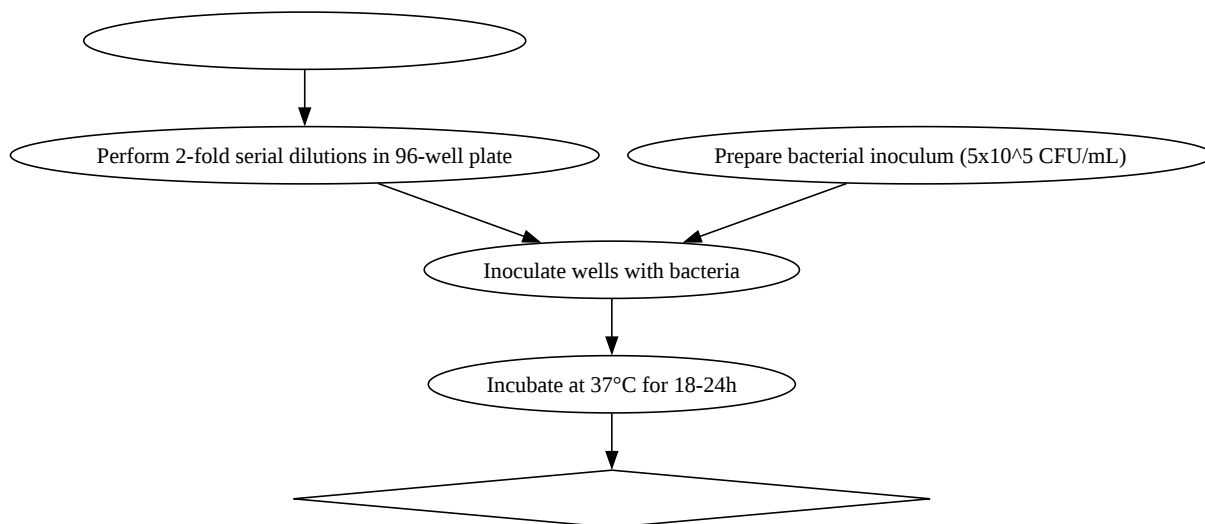 Perform 2-fold serial dilutions in 96-well plate
Prepare bacterial inoculum (5x10^5 CFU/mL)
Inoculate wells with bacteria
Incubate at 37°C for 18-24h